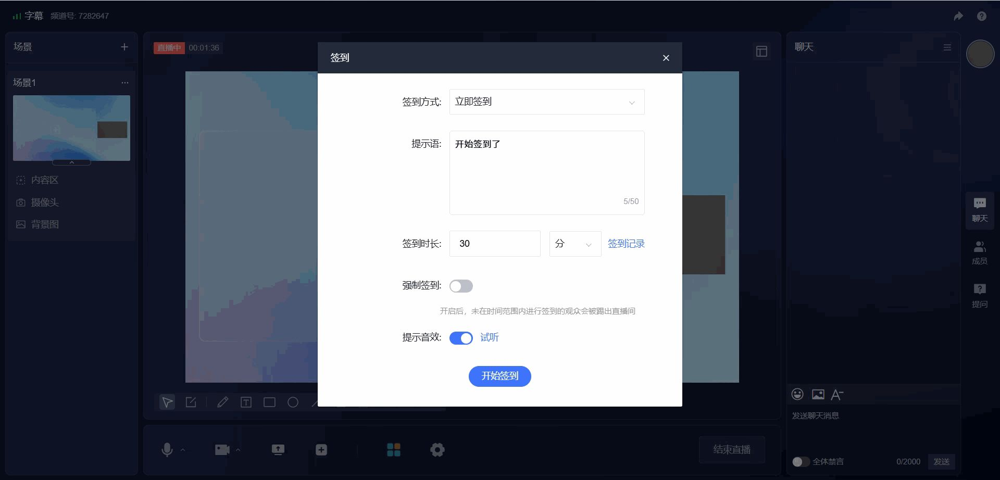 字幕 频道号: 7282647
场景
场景1
内容区
摄像头
背景图
直播中 00:01:36
签到
签到方式: 立即签到
提示语: 开始签到了
5/50
签到时长: 30 分 签到记录
强制签到:
开启后，未在时间范围内进行签到的观众会被踢出直播间
提示音效: 试听
开始签到
结束直播
聊天
发送聊天消息
全体禁言 0/2000 发送
聊天
成员
提问